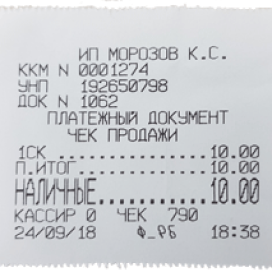 ИП МОРОЗОВ К.С.
ККМ N 0001274
УНП 192650798
ДОК N 1062
ПЛАТЕЖНЫЙ ДОКУМЕНТ
ЧЕК ПРОДАЖИ
1СК ..............10.00
П.ИТОГ ...........10.00
НАЛИЧНЫЕ..........10.00
КАССИР 0 ЧЕК 790
24/09/18 Ф_РБ 18:38